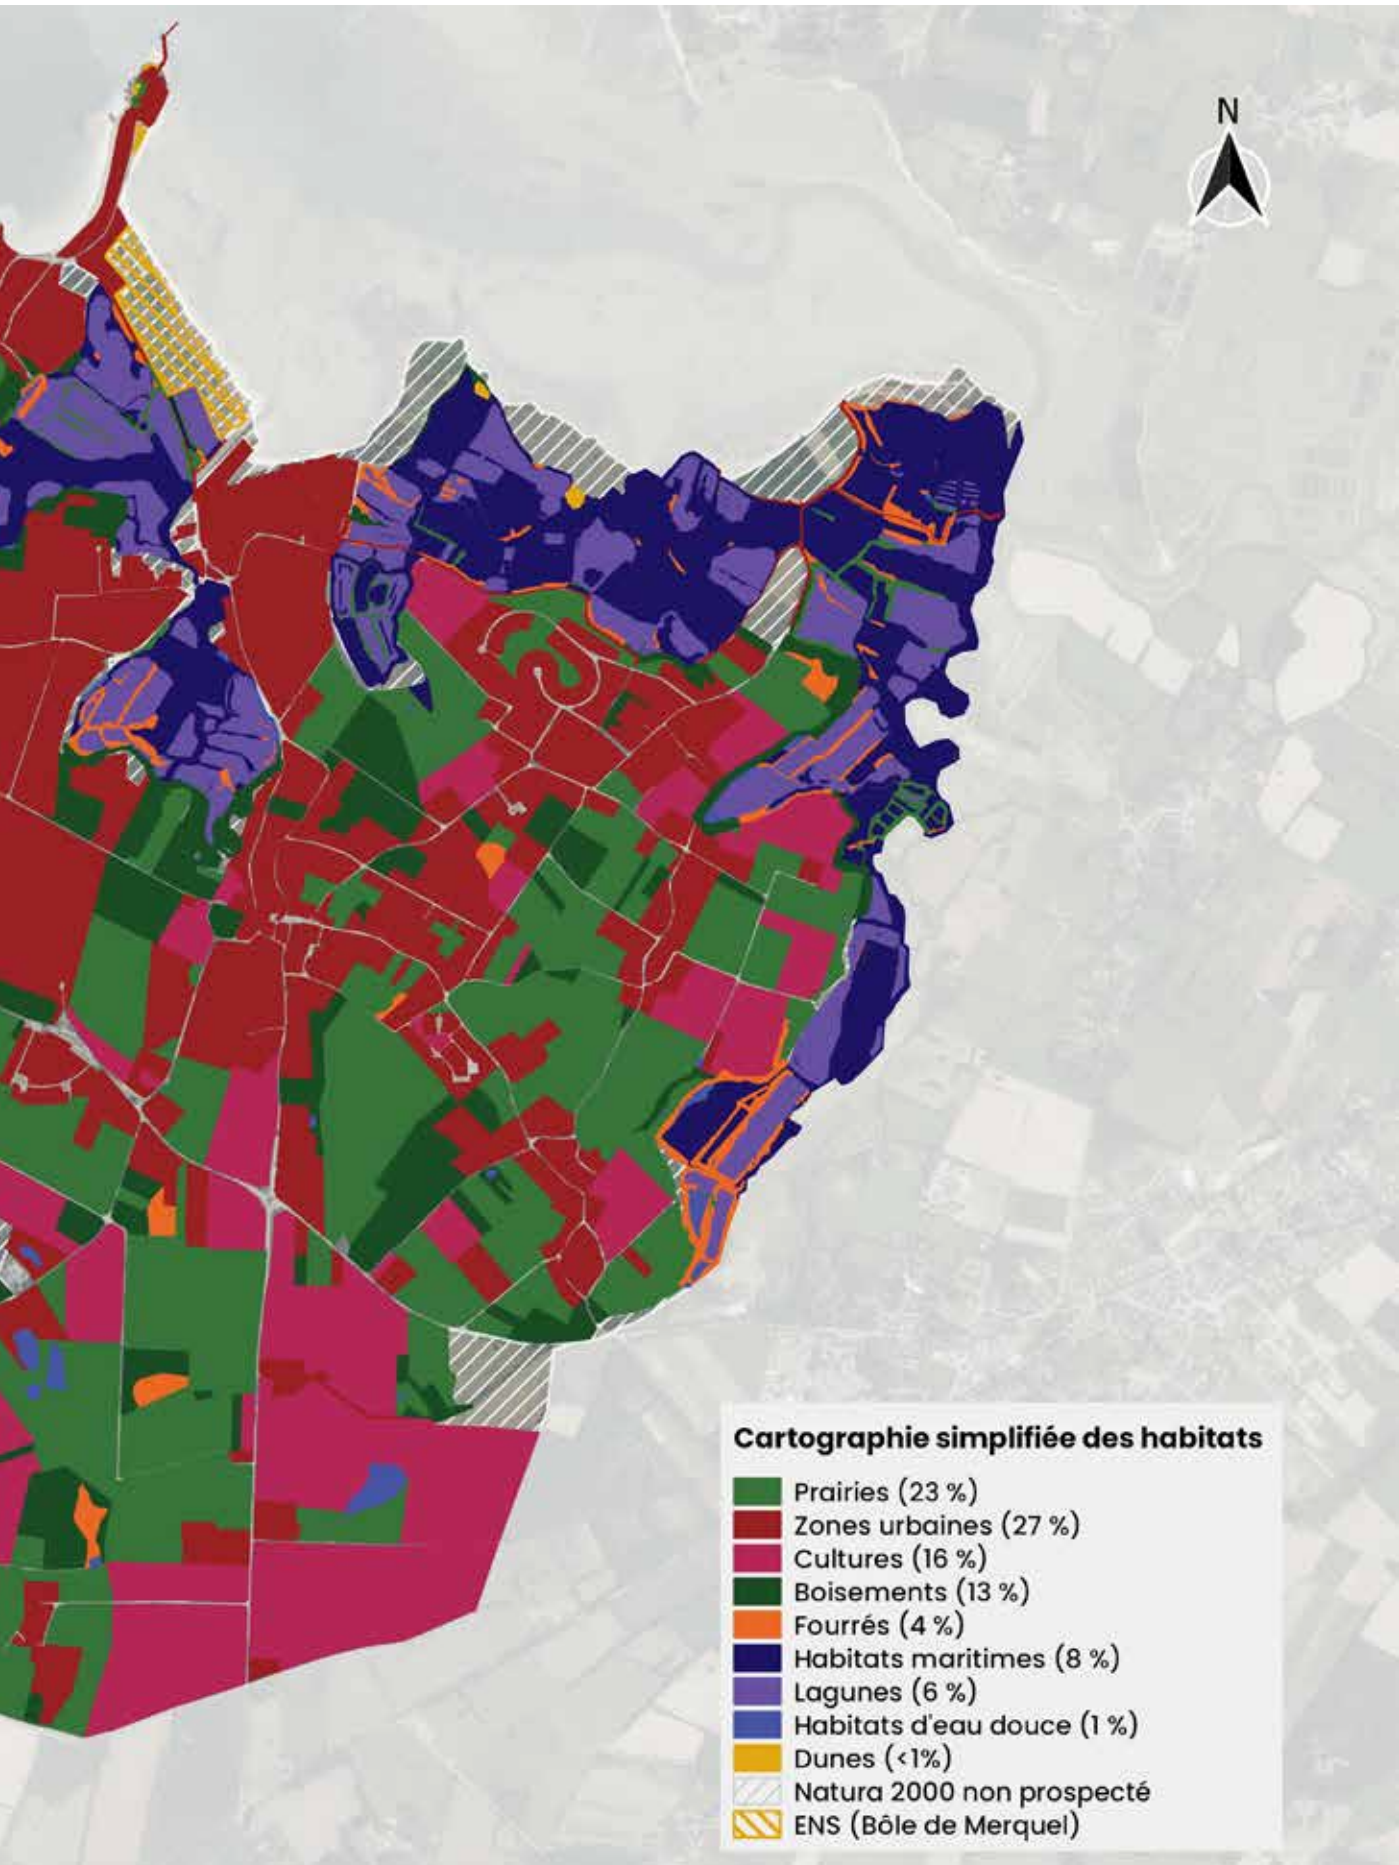 N
Cartographie simplifiée des habitats
Prairies (23 %)
Zones urbaines (27 %)
Cultures (16 %)
Boisements (13 %)
Fourrés (4 %)
Habitats maritimes (8 %)
Lagunes (6 %)
Habitats d'eau douce (1 %)
Dunes (<1%)
Natura 2000 non prospecté
ENS (Bôle de Merquel)